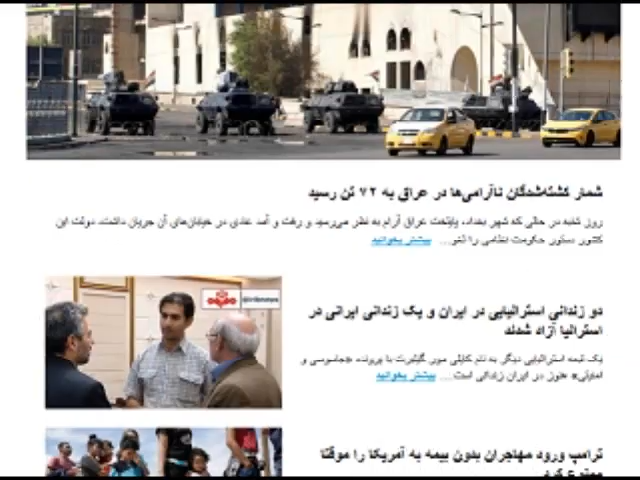 شمار کشته‌شدگان ناآرامی‌ها در عراق به ۷۲ تن رسید
روز شنبه در حالی که شهر بغداد، پایتخت عراق آرام به نظر می‌رسید و رفت و آمد عادی در خیابان‌های آن جریان داشت، دولت این
کشور دستور حکومت نظامی را لغو... بیشتر بخوانید
دو زندانی استرالیایی در ایران و یک زندانی ایرانی در
استرالیا آزاد شدند
یک تبعه استرالیایی دیگر به نام کایلی مور گیلبرت با پرونده «جاسوسی و
امنیتی» هنوز در ایران زندانی است... بیشتر بخوانید
ترامپ ورود مهاجران بدون بیمه به آمریکا را موقتا
ممنوع کرد